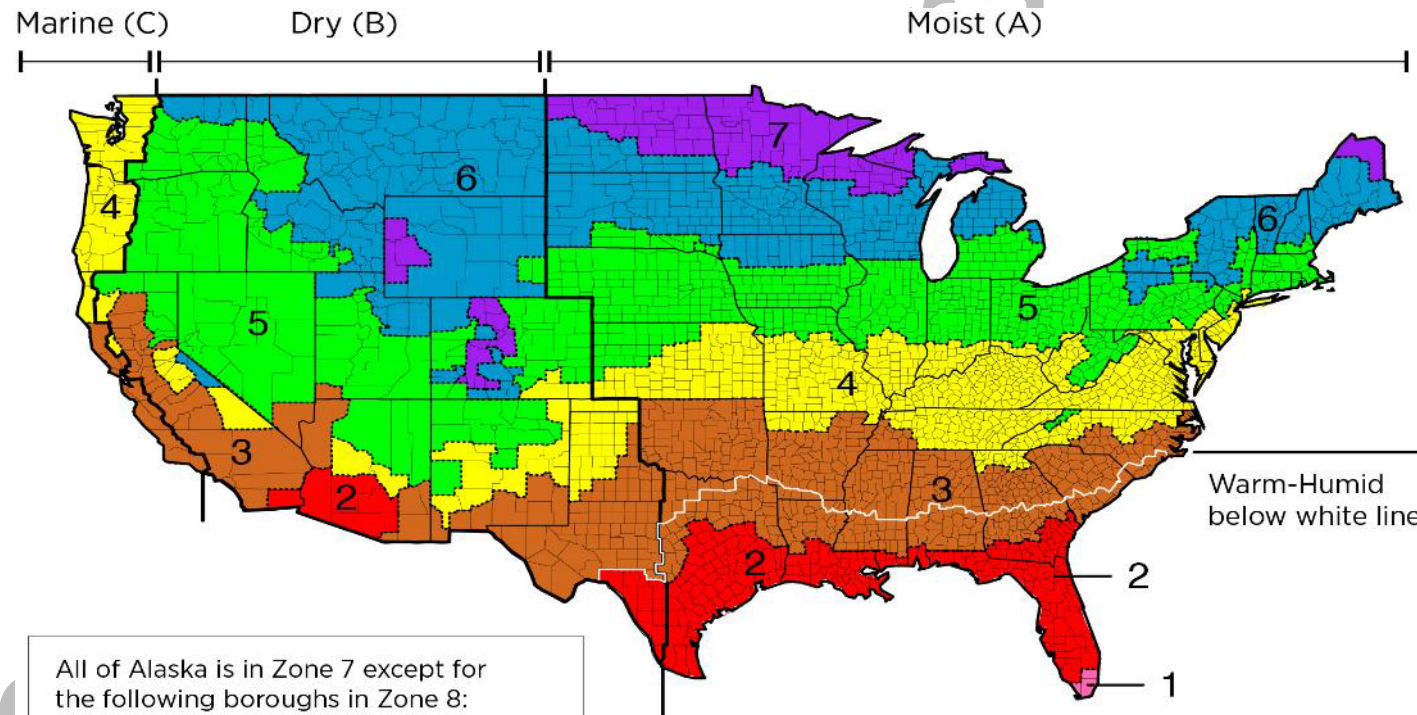 Marine (C)
Dry (B)
Moist (A)
7
6
4
6
5
5
4
3
3
2
Warm-Humid
below white line
2
2
1
All of Alaska is in Zone 7 except for
the following boroughs in Zone 8: